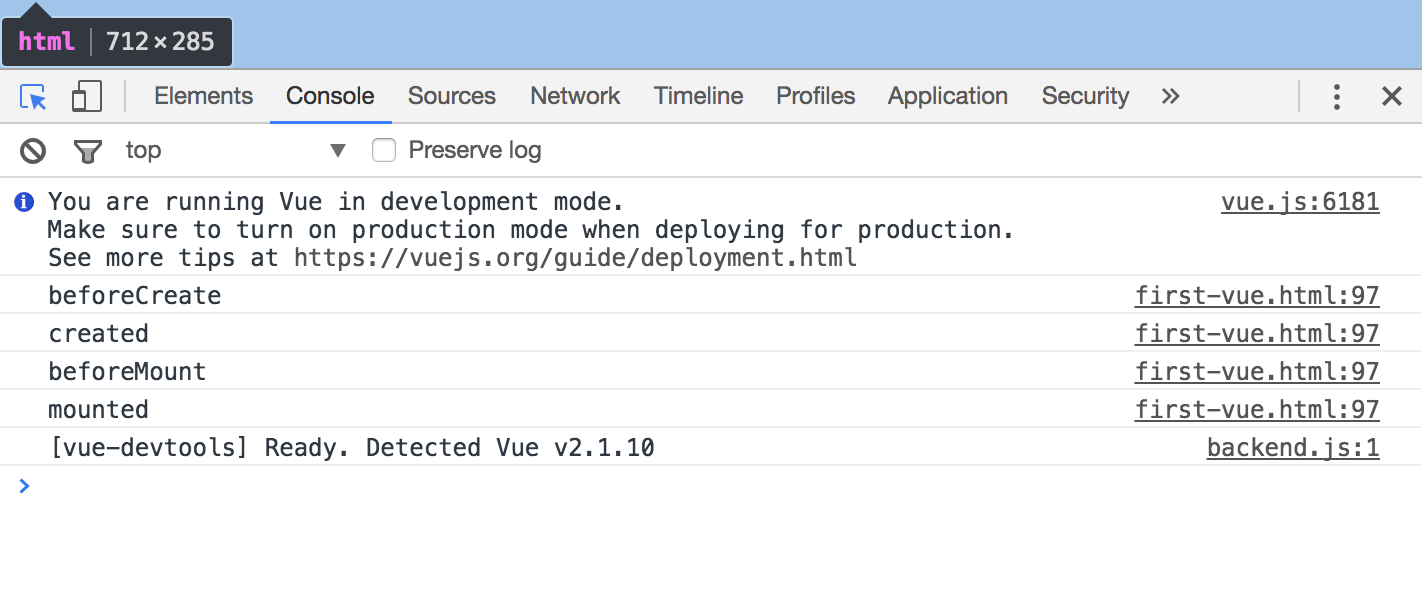 html 712×285
Elements Console Sources Network Timeline Profiles Application Security
top Preserve log
You are running Vue in development mode. vue.js:6181
Make sure to turn on production mode when deploying for production.
See more tips at https://vuejs.org/guide/deployment.html
beforeCreate first-vue.html:97
created first-vue.html:97
beforeMount first-vue.html:97
mounted first-vue.html:97
[vue-devtools] Ready. Detected Vue v2.1.10 backend.js:1